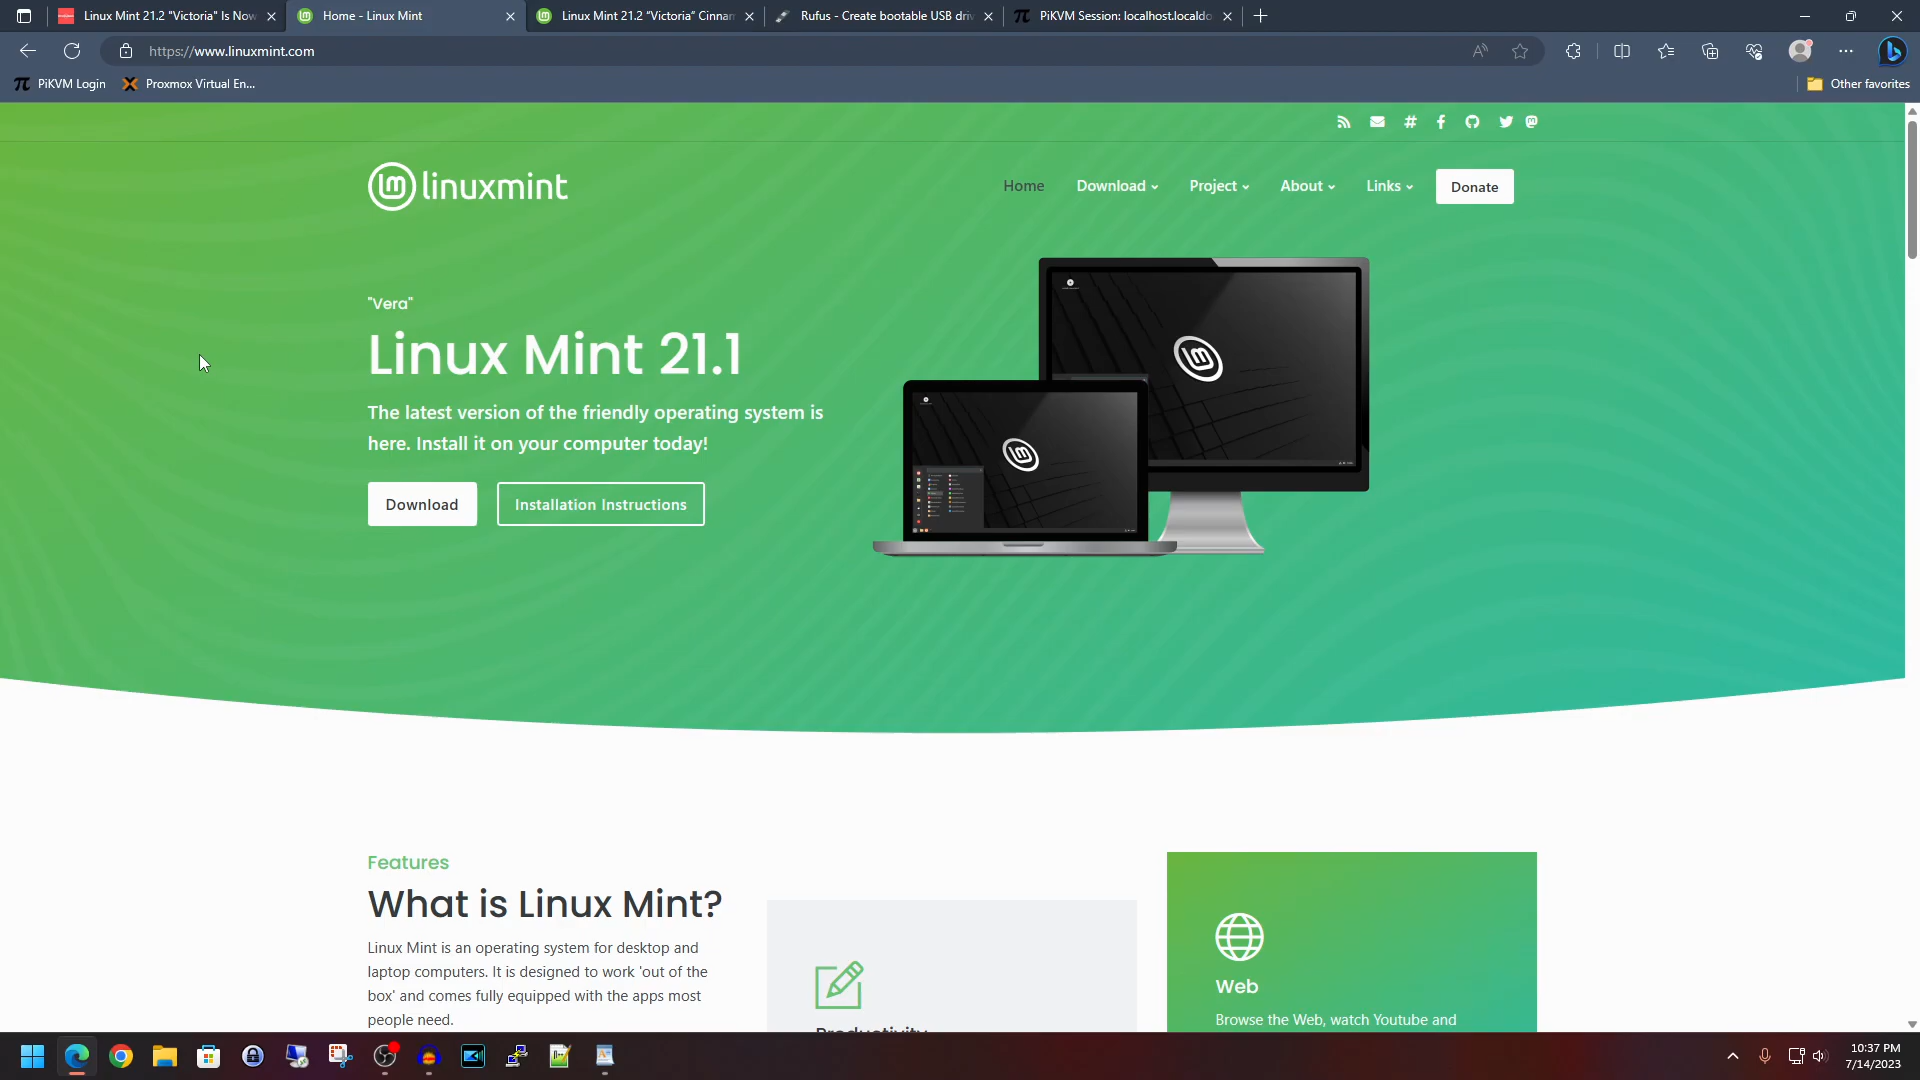 Linux Mint 21.2 "Victoria" Is Now
Home - Linux Mint
Linux Mint 21.2 "Victoria" Cinnam
Rufus - Create bootable USB driv
PiKVM Session: localhost.localdo
https://www.linuxmint.com
PiKVM Login
Proxmox Virtual En...
Other favorites
linuxmint
Home
Download
Project
About
Links
Donate
"Vera"
Linux Mint 21.1
The latest version of the friendly operating system is
here. Install it on your computer today!
Download
Installation Instructions
Features
What is Linux Mint?
Linux Mint is an operating system for desktop and
laptop computers. It is designed to work 'out of the
box' and comes fully equipped with the apps most
people need.
Productivity
Web
Browse the Web, watch Youtube and
10:37 PM
7/14/2023